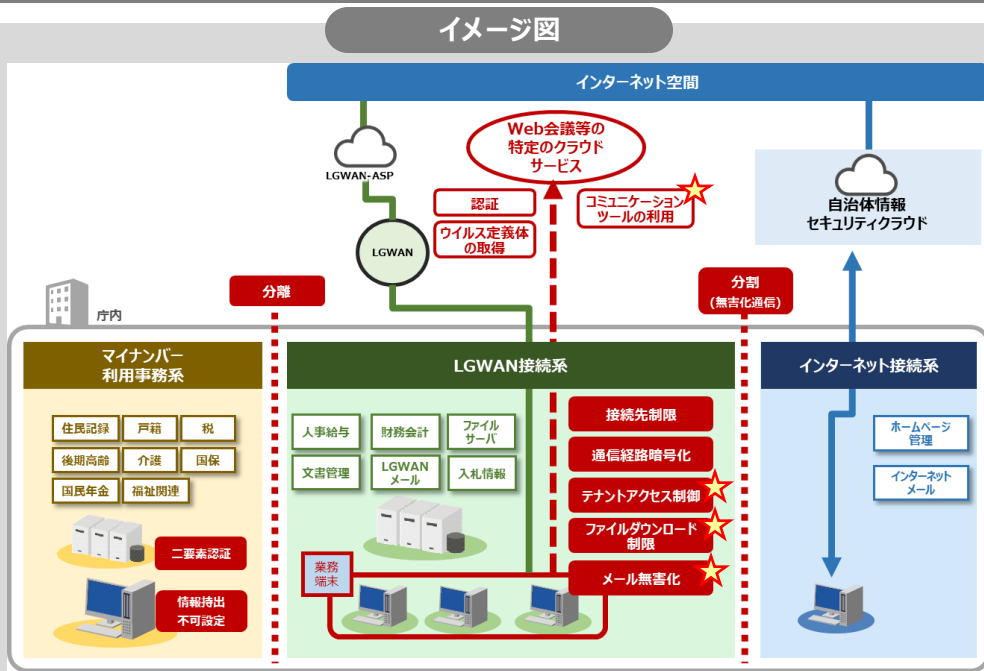 イメージ図
インターネット空間
Web会議等の
特定のクラウド
サービス
LGWAN-ASP
認証
コミュニケーション
ツールの利用
自治体情報
セキュリティクラウド
ウイルス定義体
の取得
LGWAN
分離
分割
(無害化通信)
庁内
マイナンバー
利用事務系
LGWAN接続系
インターネット接続系
住民記録
戸籍
税
後期高齢
介護
国保
国民年金
福祉関連
二要素認証
情報持出
不可設定
人事給与
財務会計
ファイル
サーバ
文書管理
LGWAN
メール
入札情報
接続先制限
通信経路暗号化
テナントアクセス制御
ファイルダウンロード
制限
メール無害化
業務
端末
ホームページ
管理
インターネット
メール